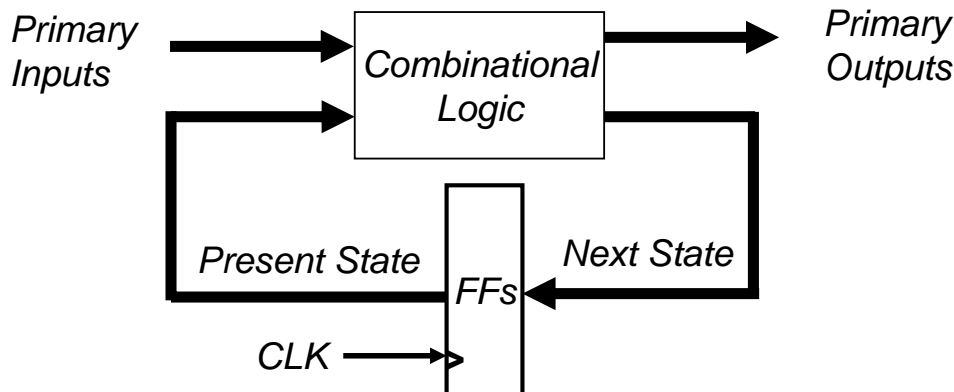 Primary
Inputs
Combinational
Logic
Primary
Outputs
Present State
FFs
Next State
CLK